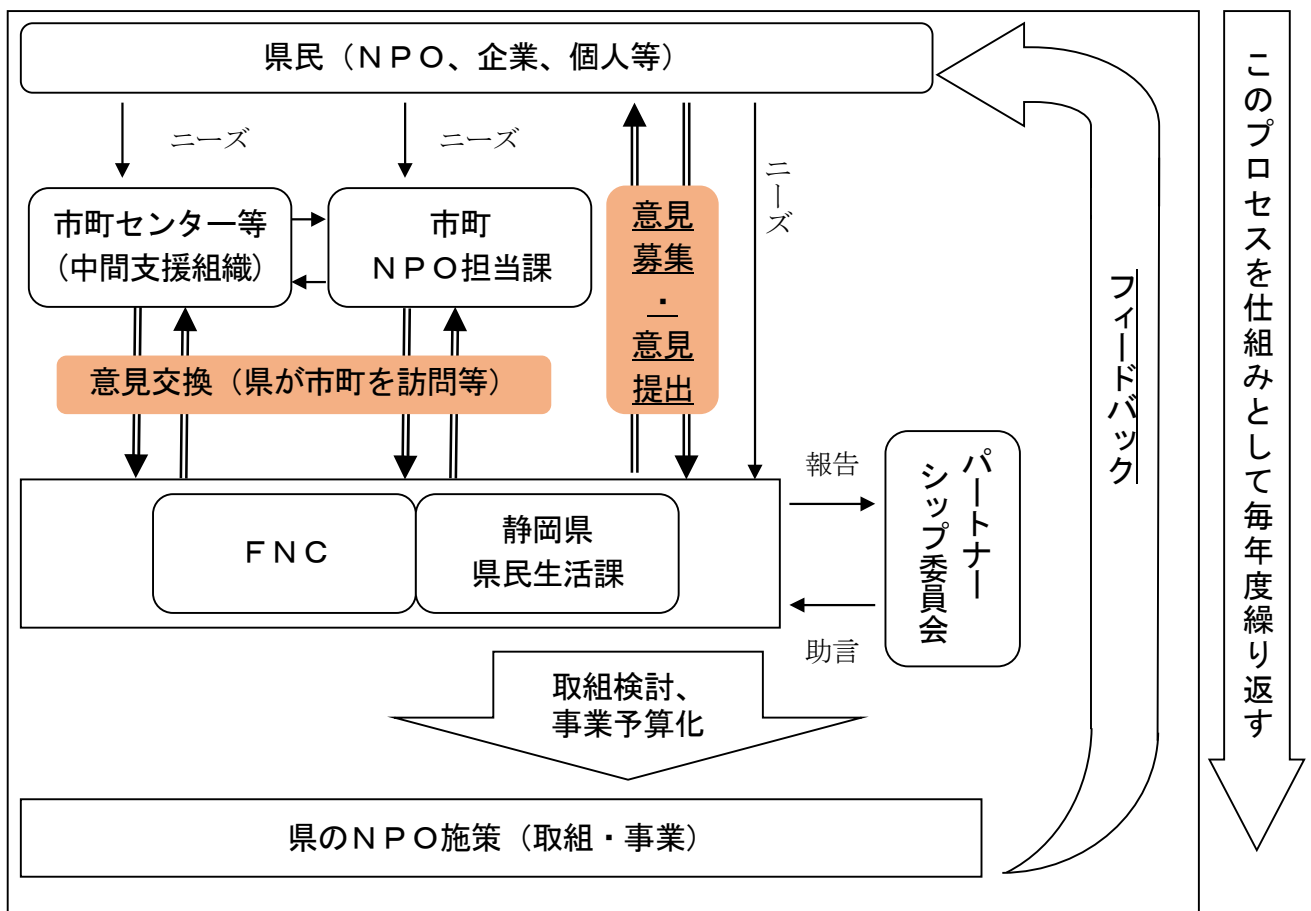 県民（ＮＰＯ、企業、個人等）
ニーズ
ニーズ
ニーズ
市町センター等
（中間支援組織）
市町
ＮＰＯ担当課
意見
募集
・
意見
提出
意見交換（県が市町を訪問等）
ＦＮＣ
静岡県
県民生活課
報告
助言
パートナー
シップ委員会
取組検討、
事業予算化
県のＮＰＯ施策（取組・事業）
フィードバック
このプロセスを仕組みとして毎年度繰り返す